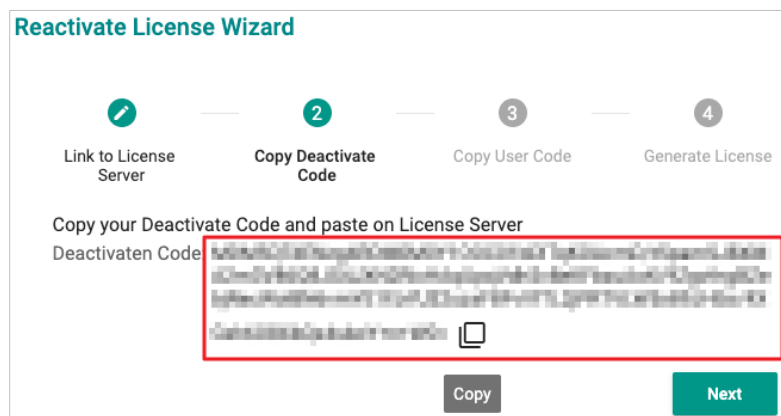 Reactivate License Wizard
2
3
4
Link to License
Server
Copy Deactivate
Code
Copy User Code
Generate License
Copy your Deactivate Code and paste on License Server
Deactivaten Code
Copy
Next